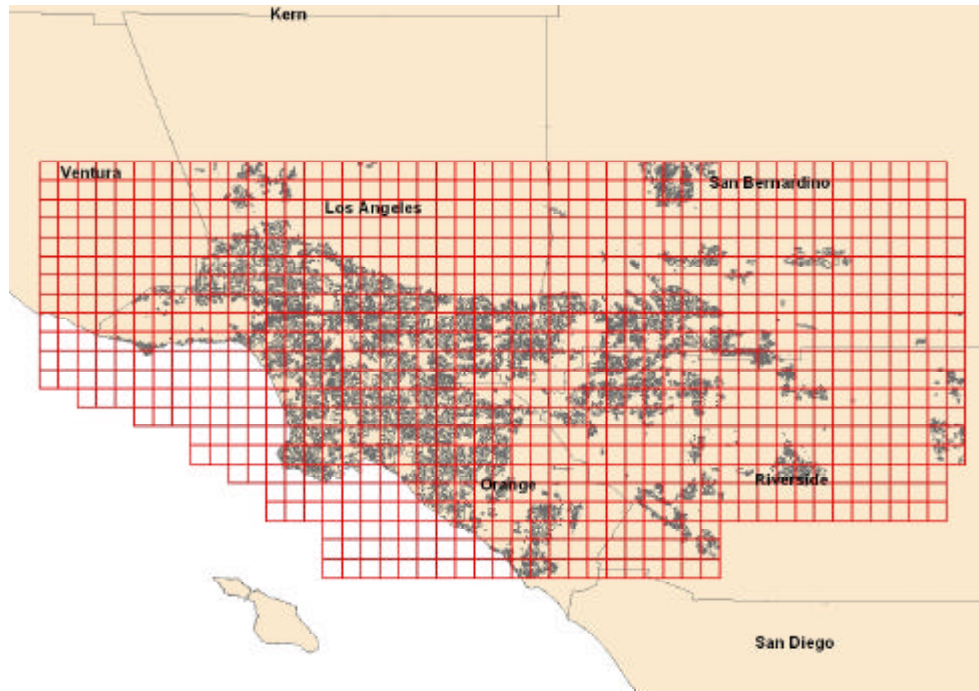 Kern
Ventura
San Bernardino
Los Angeles
Orange
Riverside
San Diego